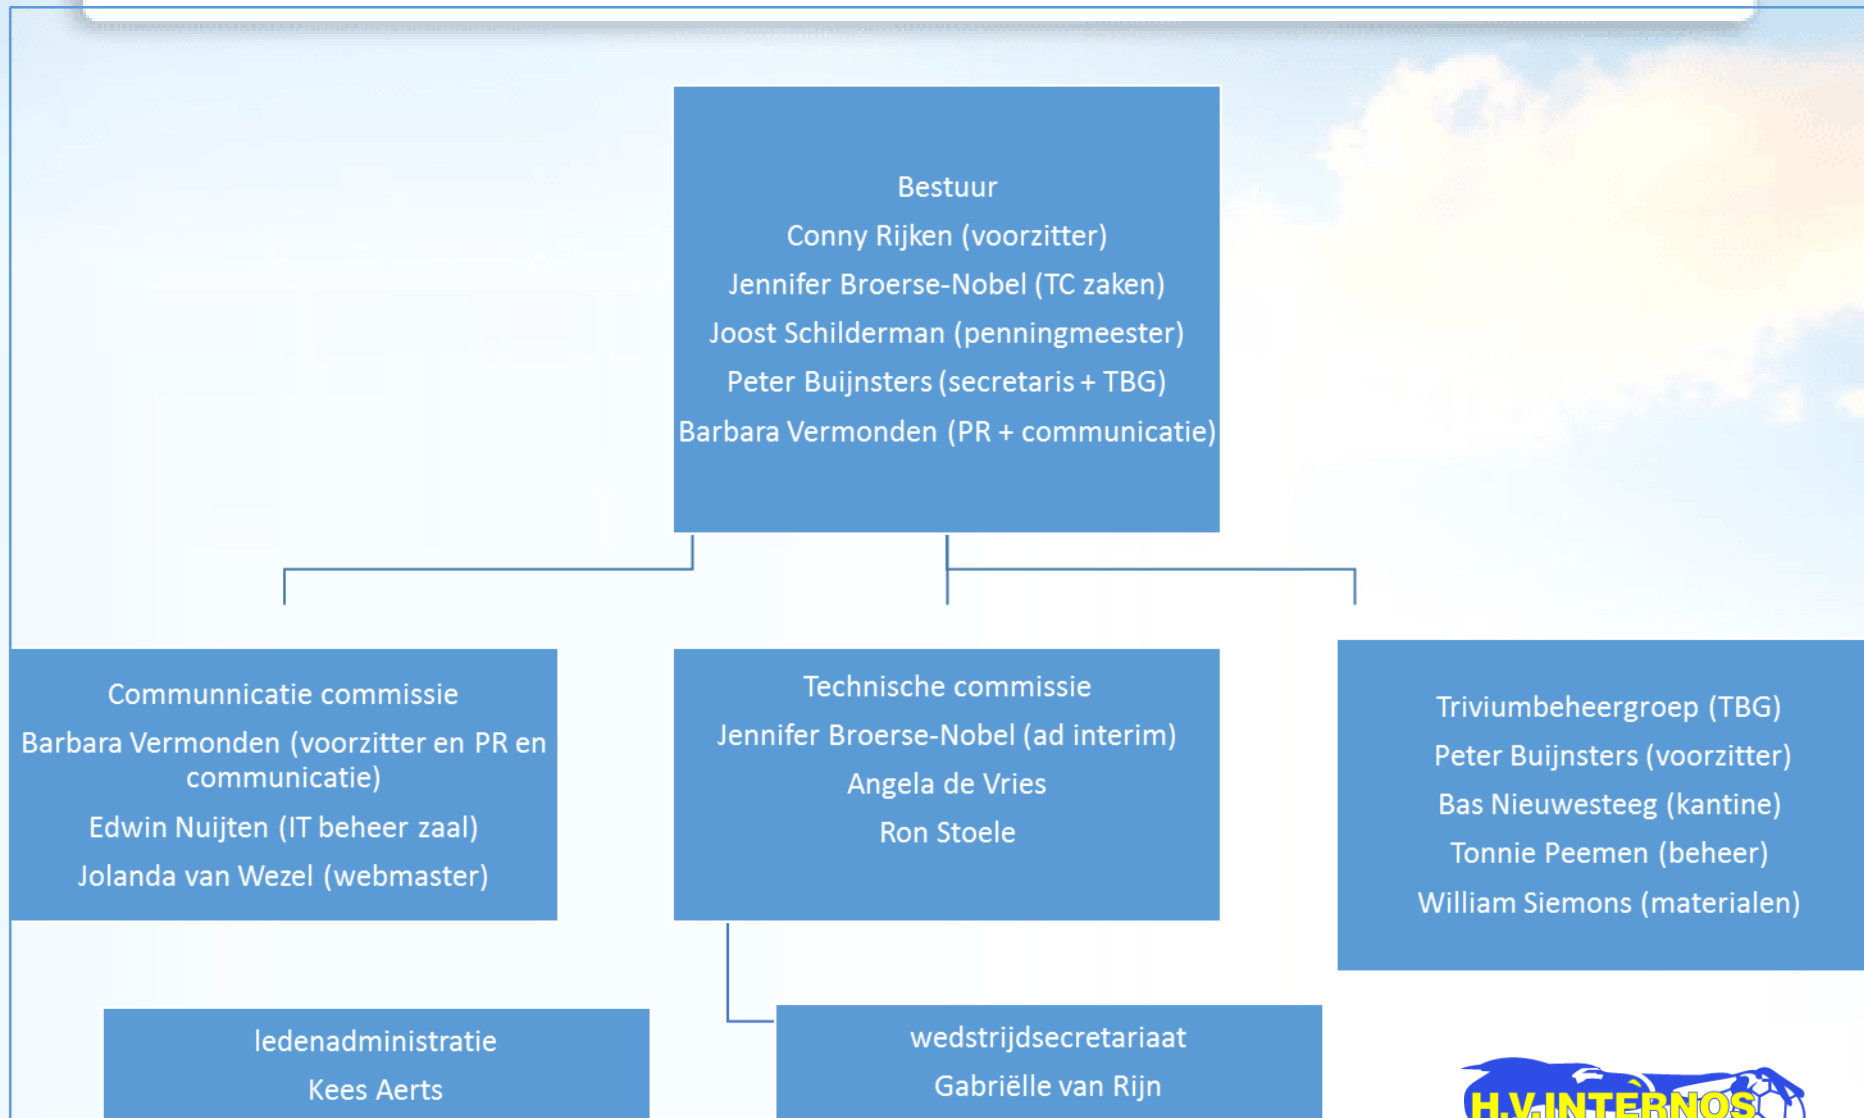 Bestuur
Conny Rijken (voorzitter)
Jennifer Broerse-Nobel (TC zaken)
Joost Schilderman (penningmeester)
Peter Buijnsters (secretaris + TBG)
Barbara Vermonden (PR + communicatie)
Communnicatie commissie
Barbara Vermonden (voorzitter en PR en
communicatie)
Edwin Nuijten (IT beheer zaal)
Jolanda van Wezel (webmaster)
Technische commissie
Jennifer Broerse-Nobel (ad interim)
Angela de Vries
Ron Stoele
Triviumbeheergroep (TBG)
Peter Buijnsters (voorzitter)
Bas Nieuwesteeg (kantine)
Tonnie Peemen (beheer)
William Siemons (materialen)
ledenadministratie
Kees Aerts
wedstrijdsecretariaat
Gabriëlle van Rijn
H.V.INTERNOS